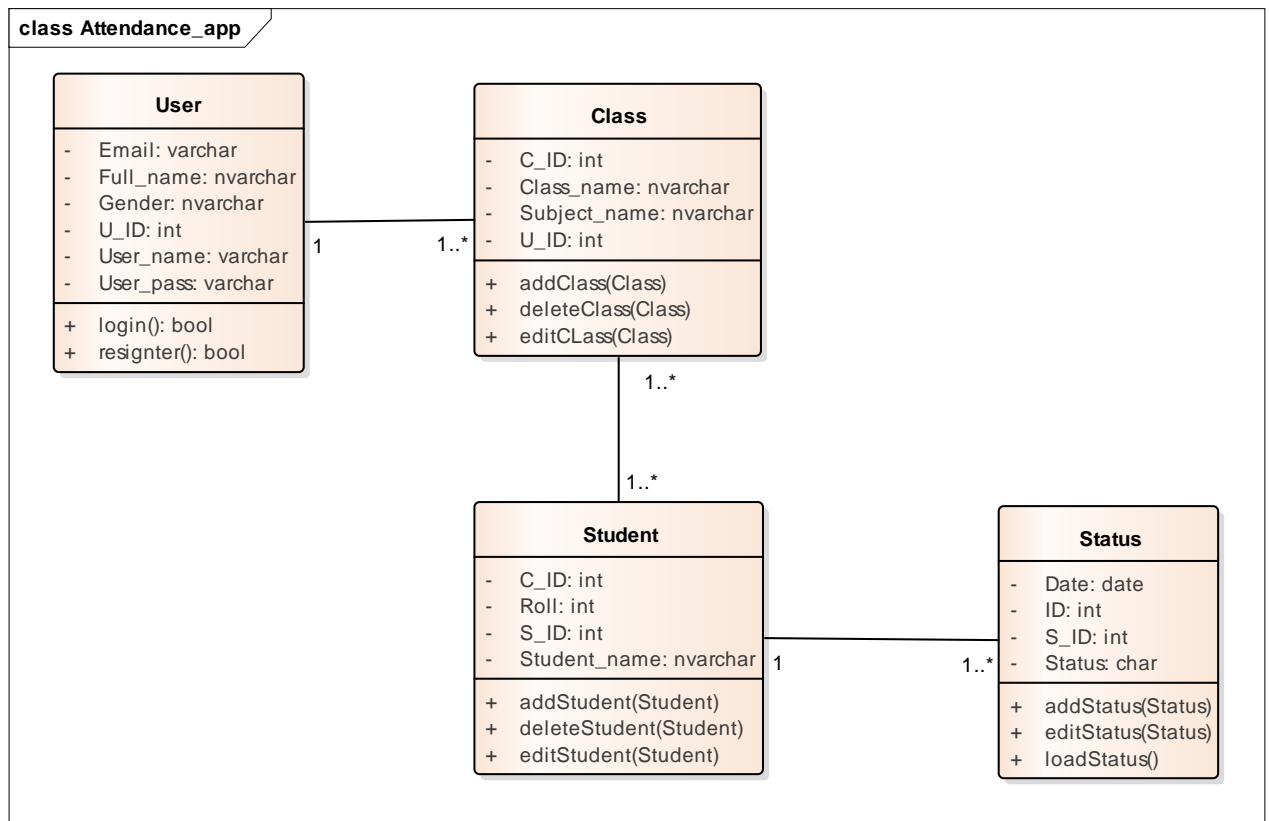 class Attendance_app
User
- Email: varchar
- Full_name: nvarchar
- Gender: nvarchar
- U_ID: int
- User_name: varchar
- User_pass: varchar
+ login(): bool
+ resignter(): bool
1
1..*
Class
- C_ID: int
- Class_name: nvarchar
- Subject_name: nvarchar
- U_ID: int
+ addClass(Class)
+ deleteClass(Class)
+ editCLass(Class)
1..*
1..*
Student
- C_ID: int
- Roll: int
- S_ID: int
- Student_name: nvarchar
+ addStudent(Student)
+ deleteStudent(Student)
+ editStudent(Student)
1
1..*
Status
- Date: date
- ID: int
- S_ID: int
- Status: char
+ addStatus(Status)
+ editStatus(Status)
+ loadStatus()